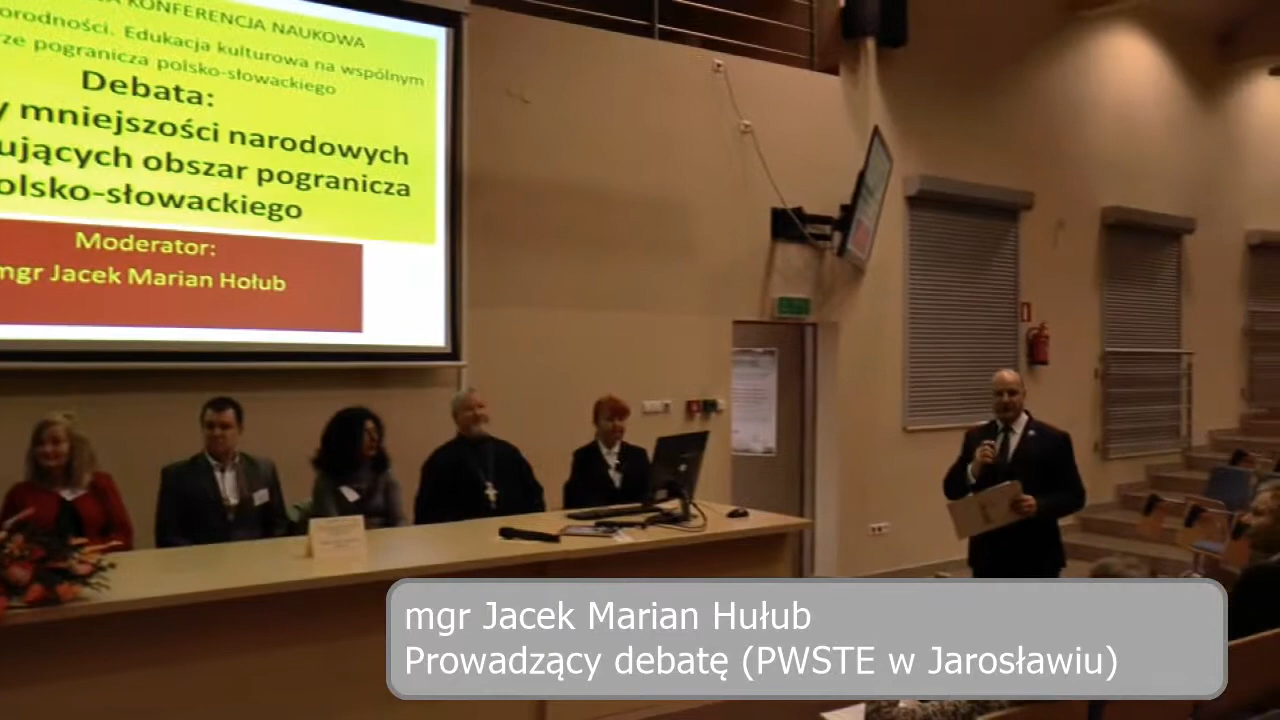 KONFERENCJA NAUKOWA
orodności. Edukacja kulturowa na wspólnym
rze pogranicza polsko-słowackiego
Debata:
y mniejszości narodowych
ujących obszar pogranicza
olsko-słowackiego
Moderator:
mgr Jacek Marian Hołub
mgr Jacek Marian Hułub
Prowadzący debatę (PWSTE w Jarosławiu)